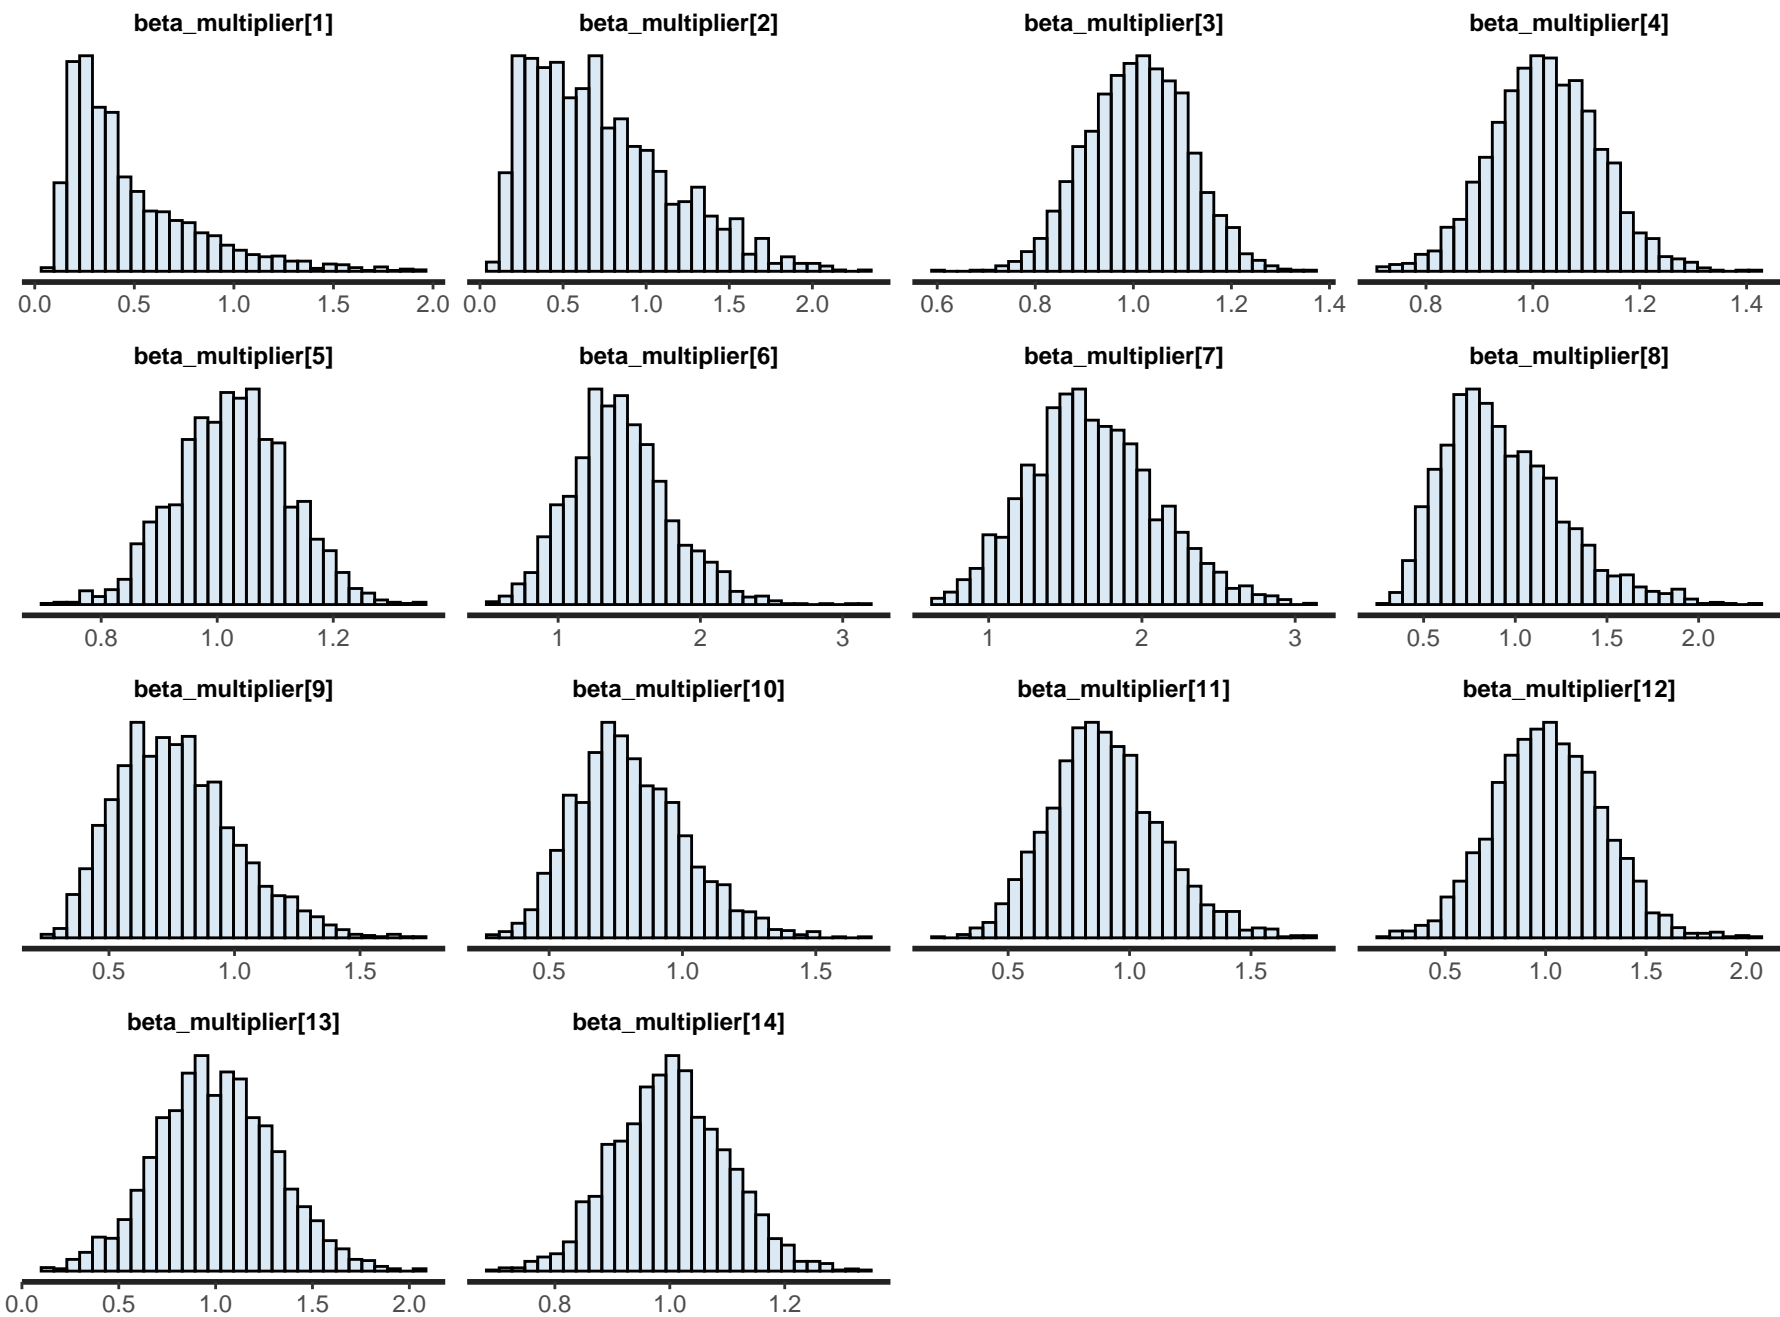 beta_multiplier[1] beta_multiplier[2] beta_multiplier[3] beta_multiplier[4]
0.0 0.5 1.0 1.5 2.0 0.0 0.5 1.0 1.5 2.0 0.6 0.8 1.0 1.2 1.4 0.8 1.0 1.2 1.4
beta_multiplier[5] beta_multiplier[6] beta_multiplier[7] beta_multiplier[8]
0.8 1.0 1.2 1 2 3 1 2 3 0.5 1.0 1.5 2.0
beta_multiplier[9] beta_multiplier[10] beta_multiplier[11] beta_multiplier[12]
0.5 1.0 1.5 0.5 1.0 1.5 0.5 1.0 1.5 0.5 1.0 1.5 2.0
beta_multiplier[13] beta_multiplier[14]
0.0 0.5 1.0 1.5 2.0 0.8 1.0 1.2